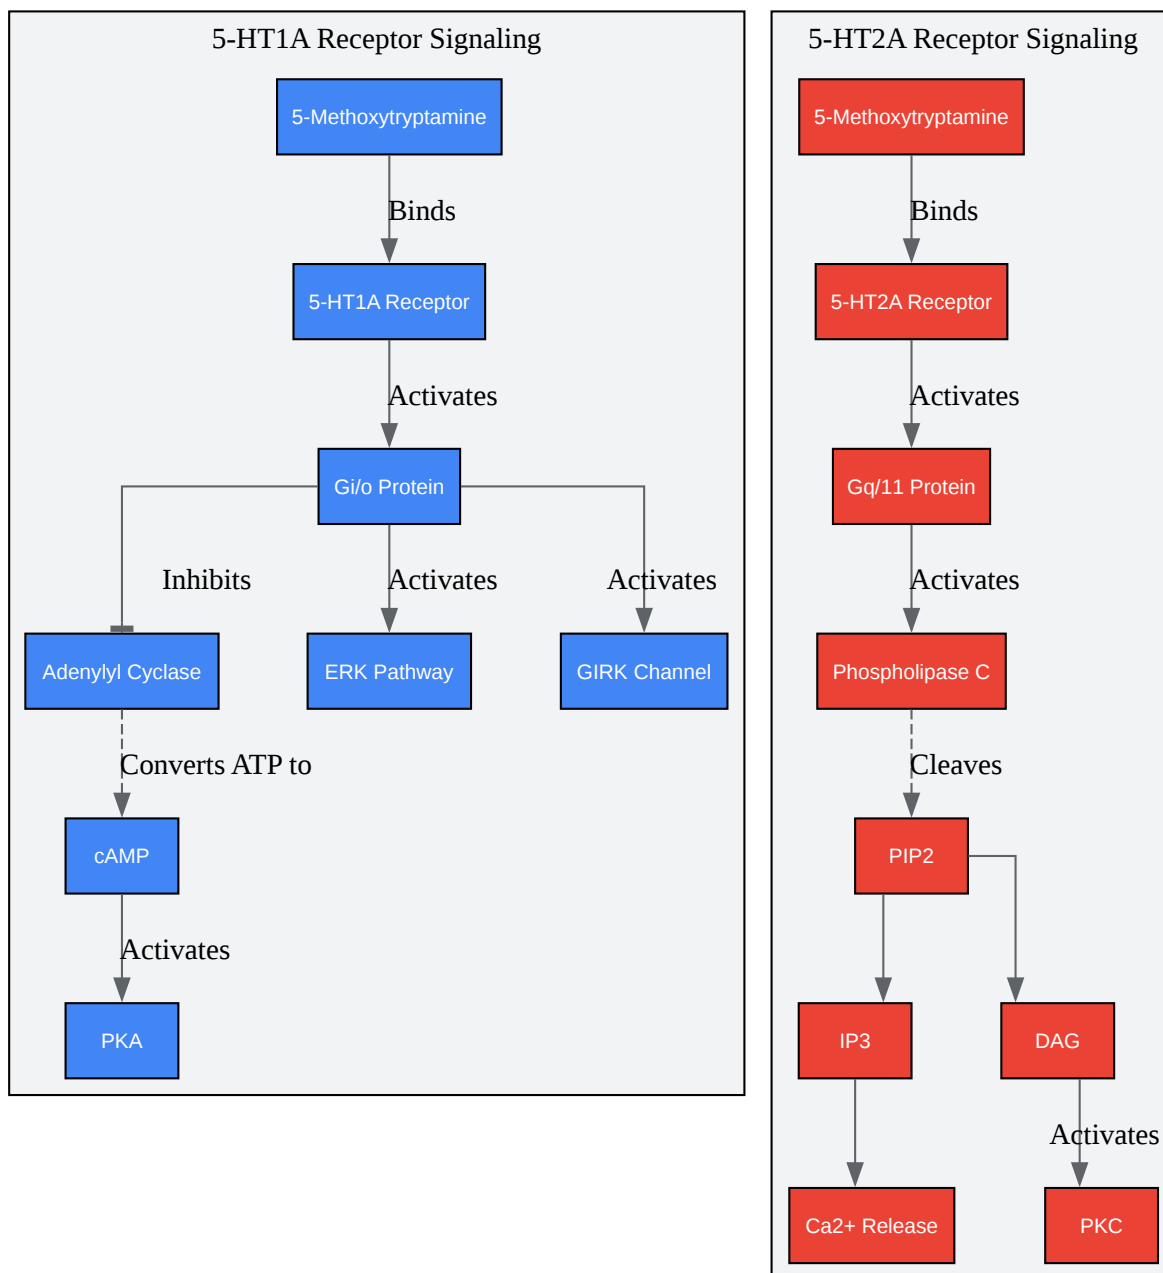 5-HT1A Receptor Signaling
5-Methoxytryptamine
Binds
5-HT1A Receptor
Activates
Gi/o Protein
Inhibits
Activates
Activates
Adenylyl Cyclase
ERK Pathway
GIRK Channel
Converts ATP to
cAMP
Activates
PKA
5-HT2A Receptor Signaling
5-Methoxytryptamine
Binds
5-HT2A Receptor
Activates
Gq/11 Protein
Activates
Phospholipase C
Cleaves
PIP2
IP3
DAG
Activates
Ca2+ Release
PKC